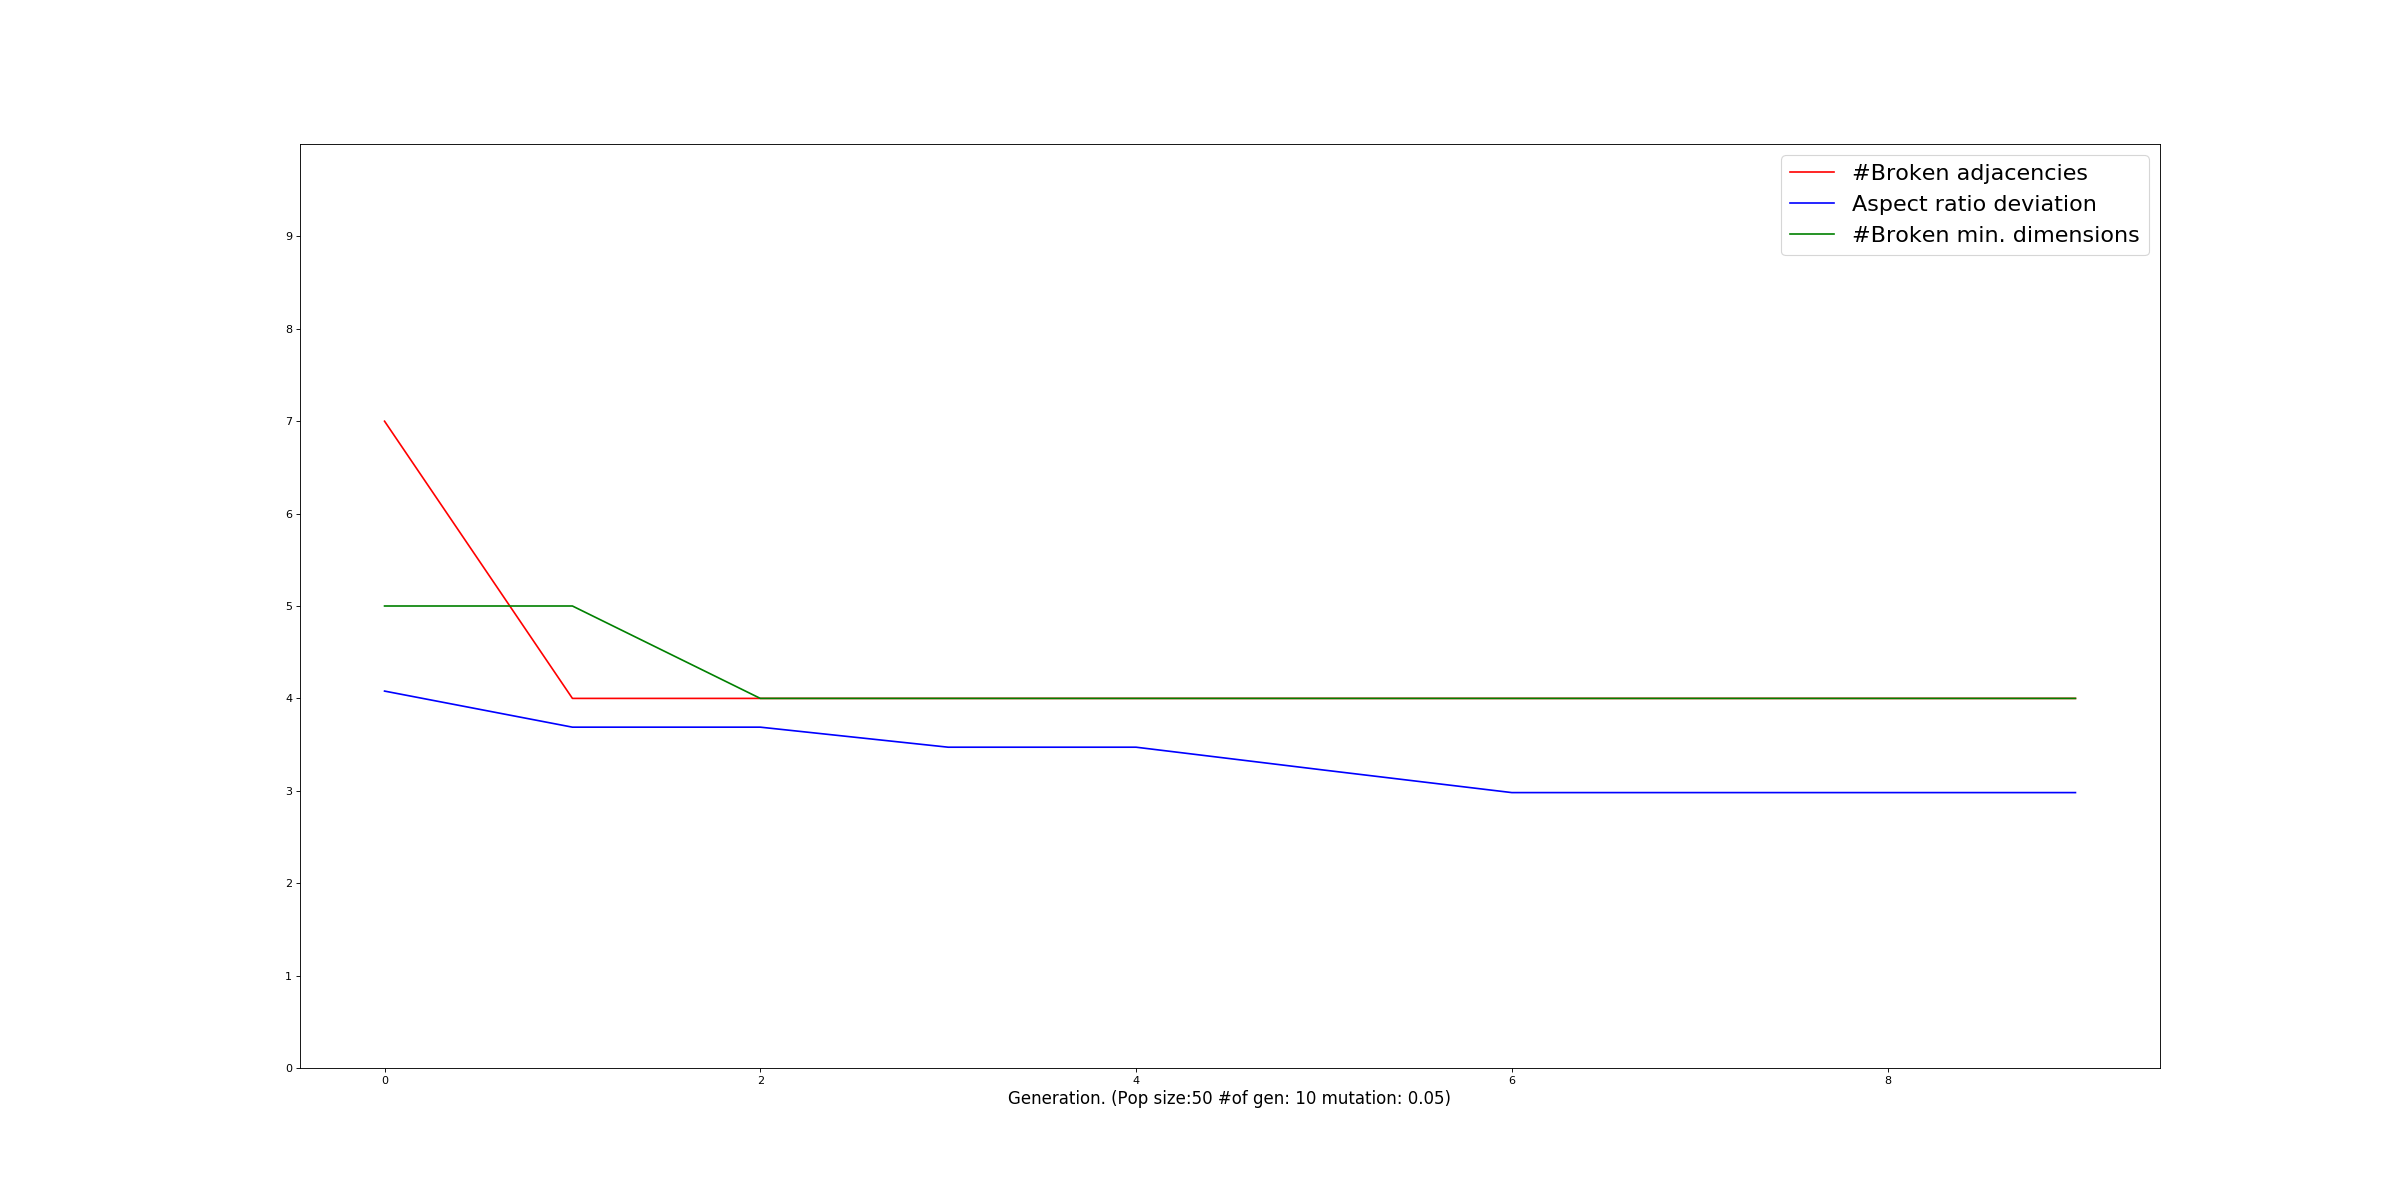 #Broken adjacencies
Aspect ratio deviation
#Broken min. dimensions
9
8
7
6
5
4
3
2
1
0
0 2 4 6 8
Generation. (Pop size:50 #of gen: 10 mutation: 0.05)